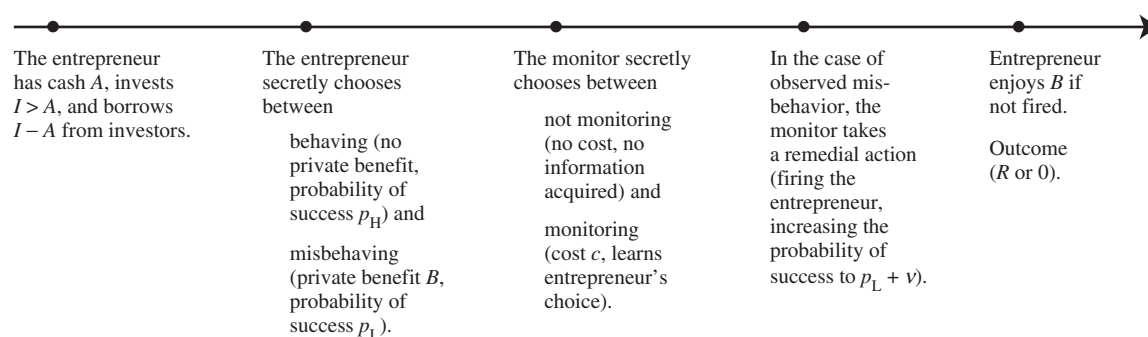 The entrepreneur
has cash A, invests
I > A, and borrows
I – A from investors.
The entrepreneur
secretly chooses
between
behaving (no
private benefit,
probability of
success pH) and
misbehaving
(private benefit B,
probability of
success pL).
The monitor secretly
chooses between
not monitoring
(no cost, no
information
acquired) and
monitoring
(cost c, learns
entrepreneur's
choice).
In the case of
observed mis-
behavior, the
monitor takes
a remedial action
(firing the
entrepreneur,
increasing the
probability of
success to pL + ν).
Entrepreneur
enjoys B if
not fired.
Outcome
(R or 0).